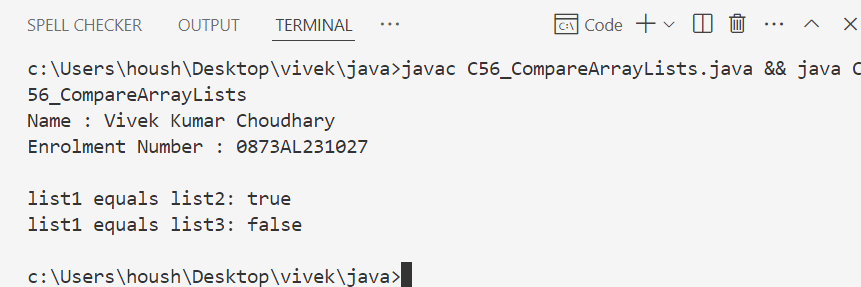 SPELL CHECKER OUTPUT TERMINAL ··· Code
c:\Users\housh\Desktop\vivek\java>javac C56_CompareArrayLists.java && java C
56_CompareArrayLists
Name : Vivek Kumar Choudhary
Enrolment Number : 0873AL231027
list1 equals list2: true
list1 equals list3: false
c:\Users\housh\Desktop\vivek\java>